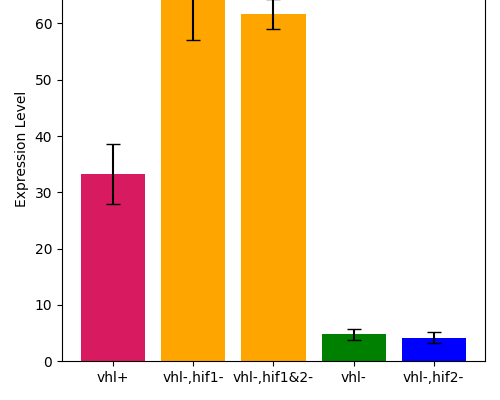 60
50
40
30
20
10
0
Expression Level
vhl+
vhl-,hif1-
vhl-,hif1&2-
vhl-
vhl-,hif2-